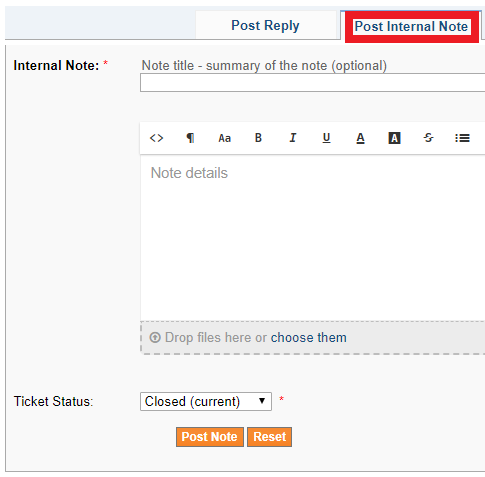 Post Reply
Post Internal Note
Internal Note: *
Note title - summary of the note (optional)
<> ¶ Aa B I U A A S
Note details
Drop files here or choose them
Ticket Status:
Closed (current) ▼ *
Post Note
Reset